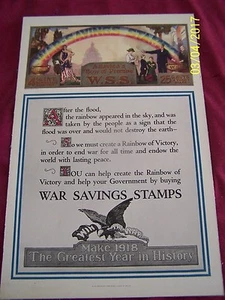 03/04/2017
W.S.S.
After the flood,
the rainbow appeared in the sky, and was
taken by the people as a sign that the
flood was over and would not destroy the earth—
So we must create a Rainbow of Victory,
in order to end war for all time and endow the
world with lasting peace.
YOU can help create the Rainbow of
Victory and help your Government by buying
WAR SAVINGS STAMPS
Make 1918
The Greatest Year in History